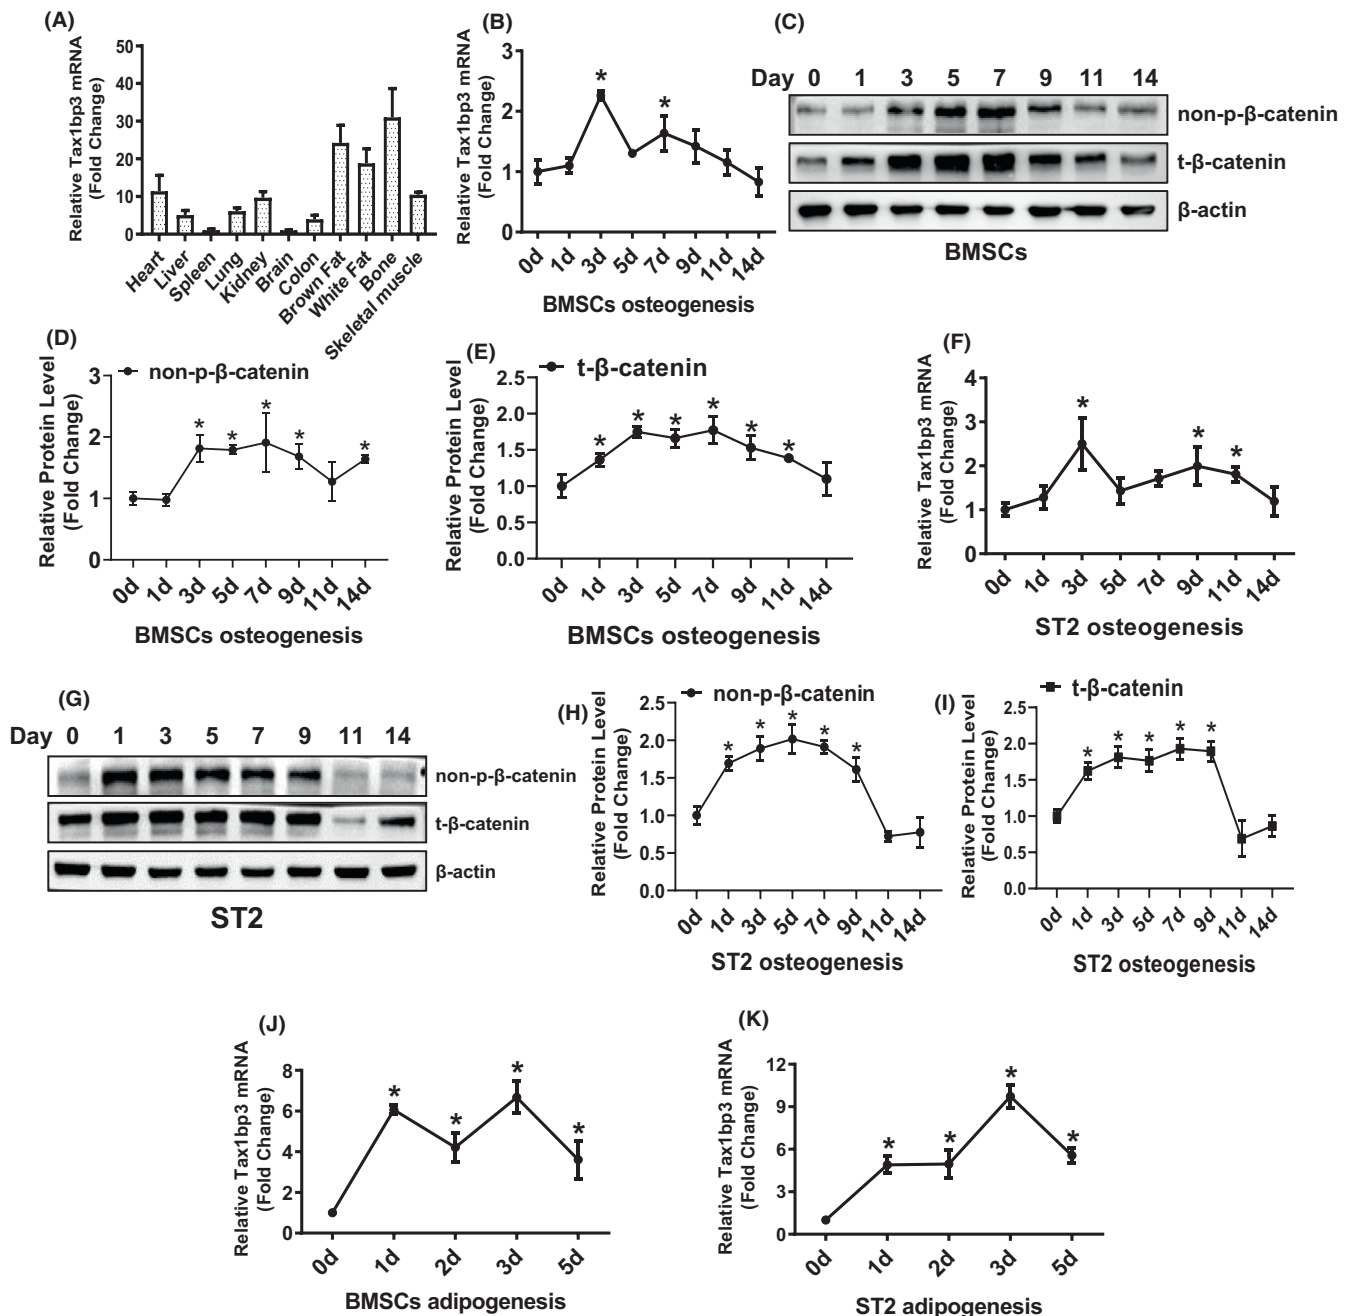 (A)
Relative Tax1bp3 mRNA
(Fold Change)
50
40
30
20
10
0
Heart
Liver
Spleen
Lung
Kidney
Brain
Colon
Brown Fat
White Fat
Bone
Skeletal muscle
(B)
Relative Tax1bp3 mRNA
(Fold Change)
3
2
1
0
* *
0d 1d 3d 5d 7d 9d 11d 14d
BMSCs osteogenesis
(C)
Day 0 1 3 5 7 9 11 14
non-p-β-catenin
t-β-catenin
β-actin
BMSCs
(D)
non-p-β-catenin
Relative Protein Level
(Fold Change)
3
2
1
0
* * * * *
0d 1d 3d 5d 7d 9d 11d 14d
BMSCs osteogenesis
(E)
t-β-catenin
Relative Protein Level
(Fold Change)
2.5
2.0
1.5
1.0
0.5
0.0
* * * * * *
0d 1d 3d 5d 7d 9d 11d 14d
BMSCs osteogenesis
(F)
Relative Tax1bp3 mRNA
(Fold Change)
4
3
2
1
0
* * *
0d 1d 3d 5d 7d 9d 11d 14d
ST2 osteogenesis
(G)
Day 0 1 3 5 7 9 11 14
non-p-β-catenin
t-β-catenin
β-actin
ST2
(H)
non-p-β-catenin
Relative Protein Level
(Fold Change)
2.5
2.0
1.5
1.0
0.5
0.0
* * * * *
0d 1d 3d 5d 7d 9d 11d 14d
ST2 osteogenesis
(I)
t-β-catenin
Relative Protein Level
(Fold Change)
2.5
2.0
1.5
1.0
0.5
0.0
* * * * *
0d 1d 3d 5d 7d 9d 11d 14d
ST2 osteogenesis
(J)
Relative Tax1bp3 mRNA
(Fold Change)
8
6
4
2
0
* * * *
0d 1d 2d 3d 5d
BMSCs adipogenesis
(K)
Relative Tax1bp3 mRNA
(Fold Change)
12
9
6
3
0
* * * *
0d 1d 2d 3d 5d
ST2 adipogenesis